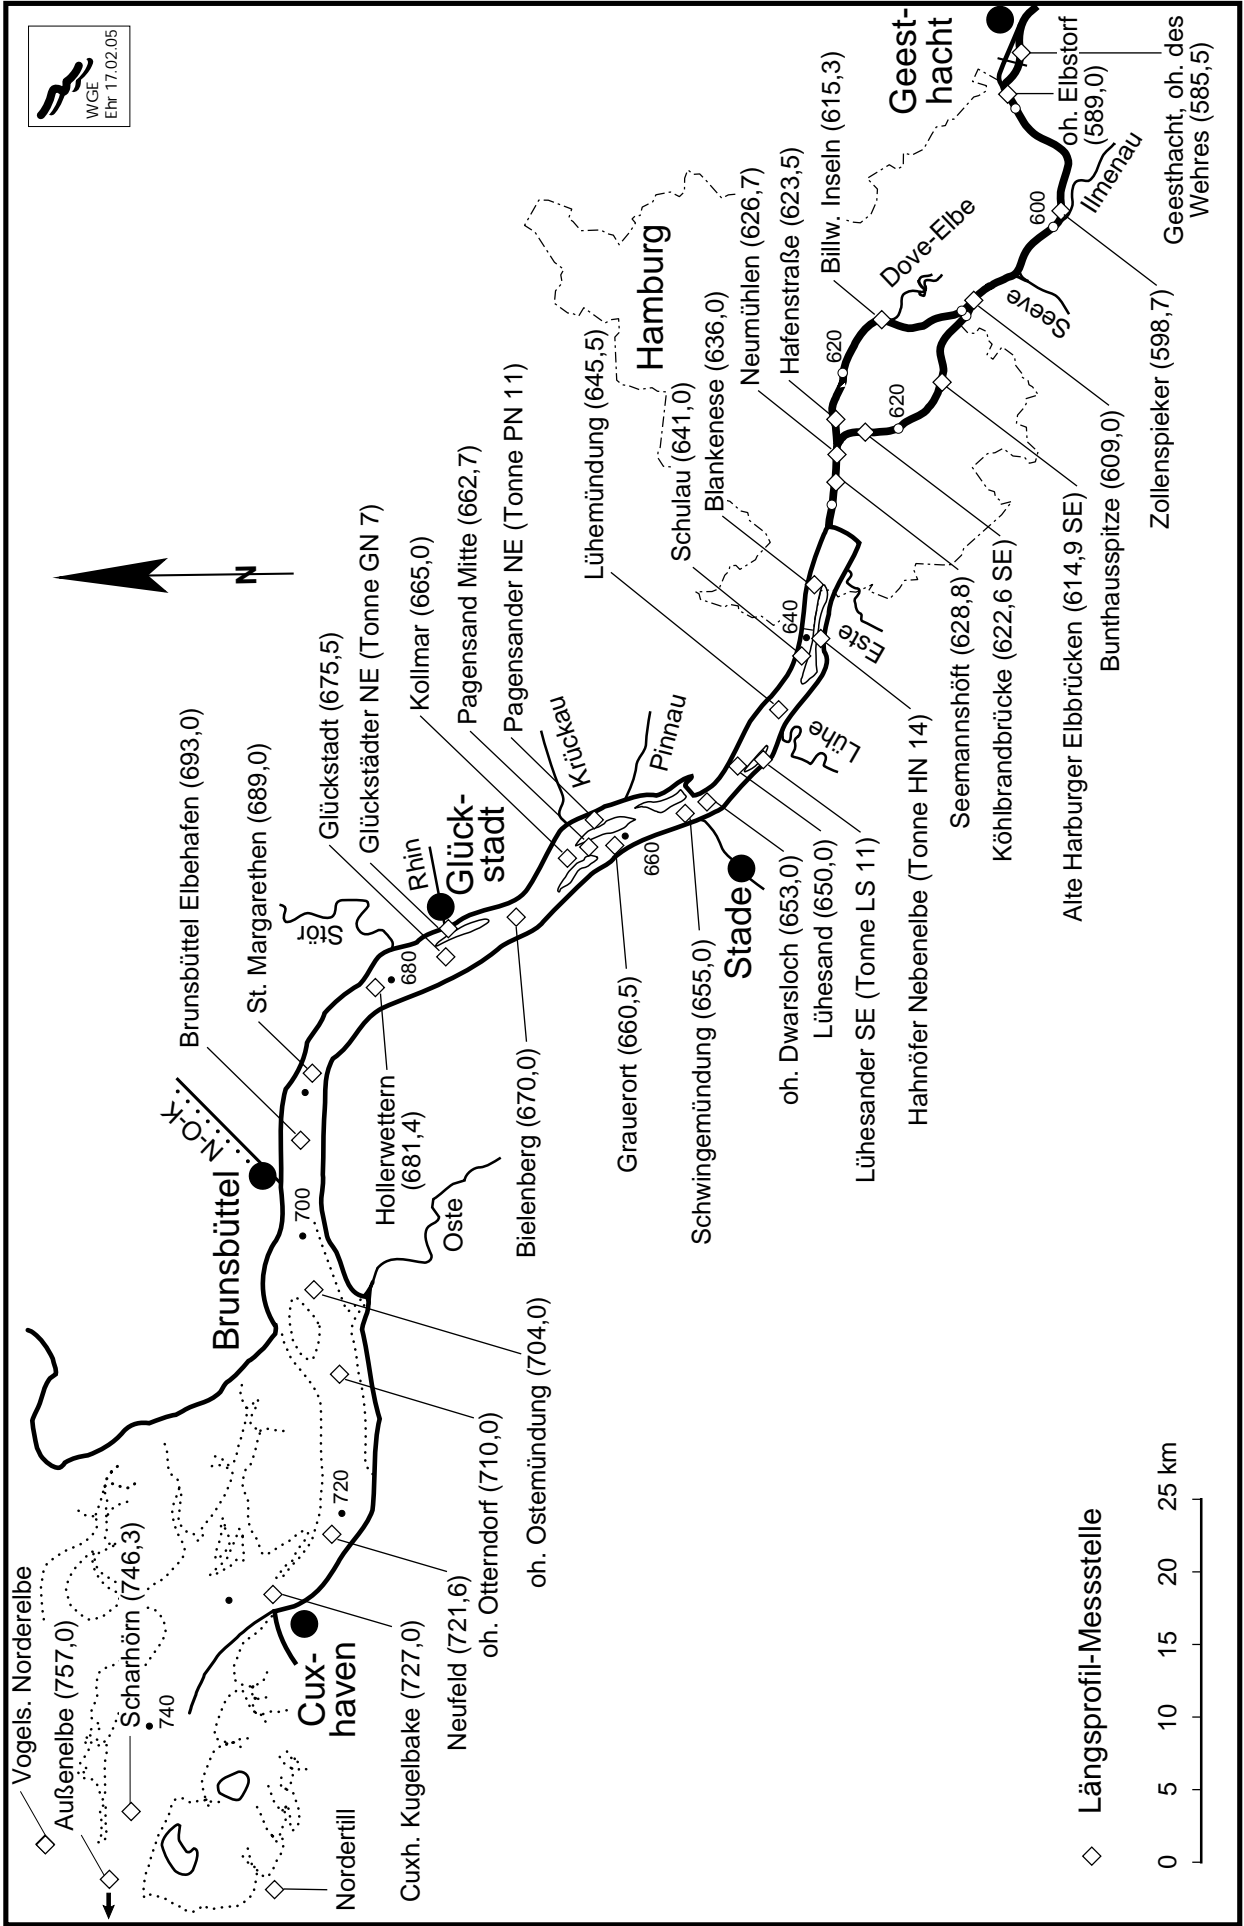 Vogels. Norderelbe
Außenelbe (757,0)
Scharhörn (746,3)
740
Nordertill
Cux-
haven
Cuxh. Kugelbake (727,0)
Neufeld (721,6)
oh. Otterndorf (710,0)
oh. Ostemündung (704,0)
720
Brunsbüttel
N-O-K
700
Oste
Brunsbüttel Elbehafen (693,0)
St. Margarethen (689,0)
Hollerwettern
(681,4)
680
Stör
Rhin
Glück-
stadt
Glückstadt (675,5)
Glückstädter NE (Tonne GN 7)
Kollmar (665,0)
Pagensand Mitte (662,7)
Pagensander NE (Tonne PN 11)
Krückau
Pinnau
Bielenberg (670,0)
Grauerort (660,5)
660
Schwingemündung (655,0)
Stade
oh. Dwarsloch (653,0)
Lühesand (650,0)
Lühesander SE (Tonne LS 11)
Hahnöfer Nebenelbe (Tonne HN 14)
Lühe
Este
640
N
Lühemündung (645,5)
Schulau (641,0)
Blankenese (636,0)
Neumühlen (626,7)
Hafenstraße (623,5)
Billw. Inseln (615,3)
Hamburg
620
620
Dove-Elbe
Seeve
600
Ilmenau
Seemannshöft (628,8)
Köhlbrandbrücke (622,6 SE)
Alte Harburger Elbbrücken (614,9 SE)
Bunthausspitze (609,0)
Zollenspieker (598,7)
Geest-
hacht
oh. Elbstorf
(589,0)
Geesthacht, oh. des
Wehres (585,5)
WGE
Ehr 17.02.05
Längsprofil-Messstelle
0 5 10 15 20 25 km